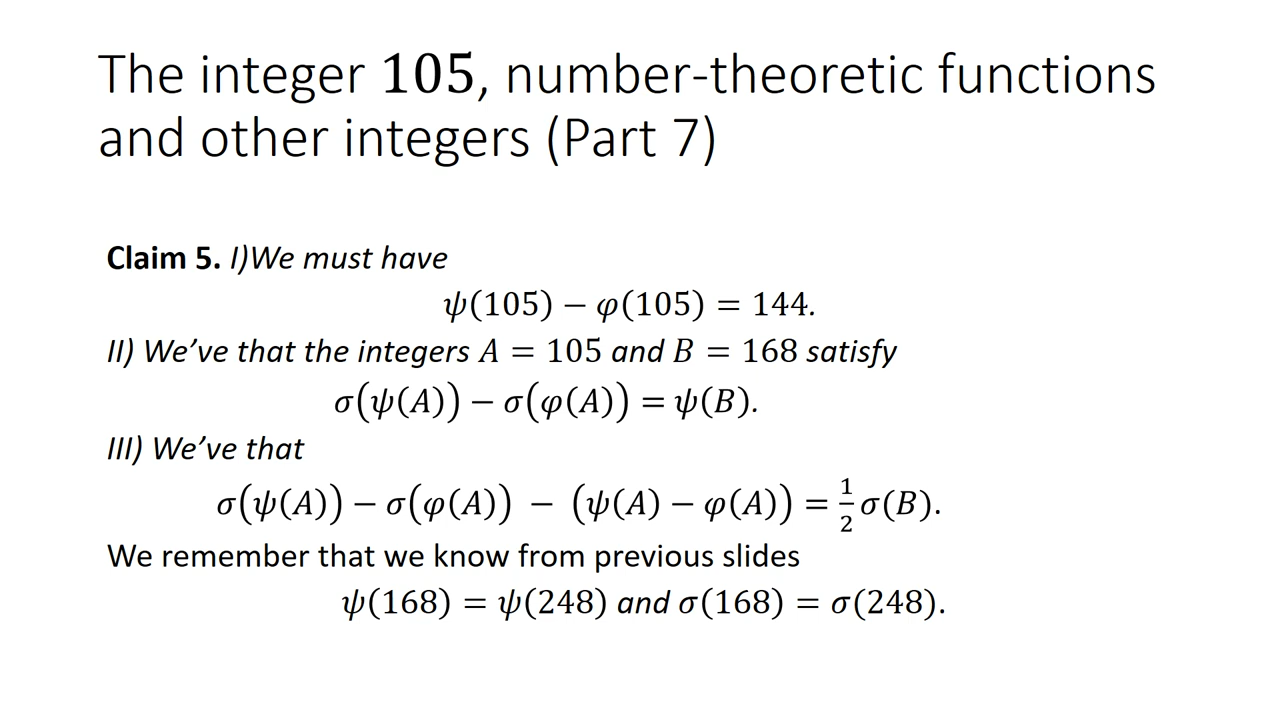 The integer 105, number-theoretic functions
and other integers (Part 7)
Claim 5. I)We must have
ψ(105) − φ(105) = 144.
II) We’ve that the integers A = 105 and B = 168 satisfy
σ(ψ(A)) − σ(φ(A)) = ψ(B).
III) We’ve that
σ(ψ(A)) − σ(φ(A)) − (ψ(A) − φ(A)) = 1/2 σ(B).
We remember that we know from previous slides
ψ(168) = ψ(248) and σ(168) = σ(248).